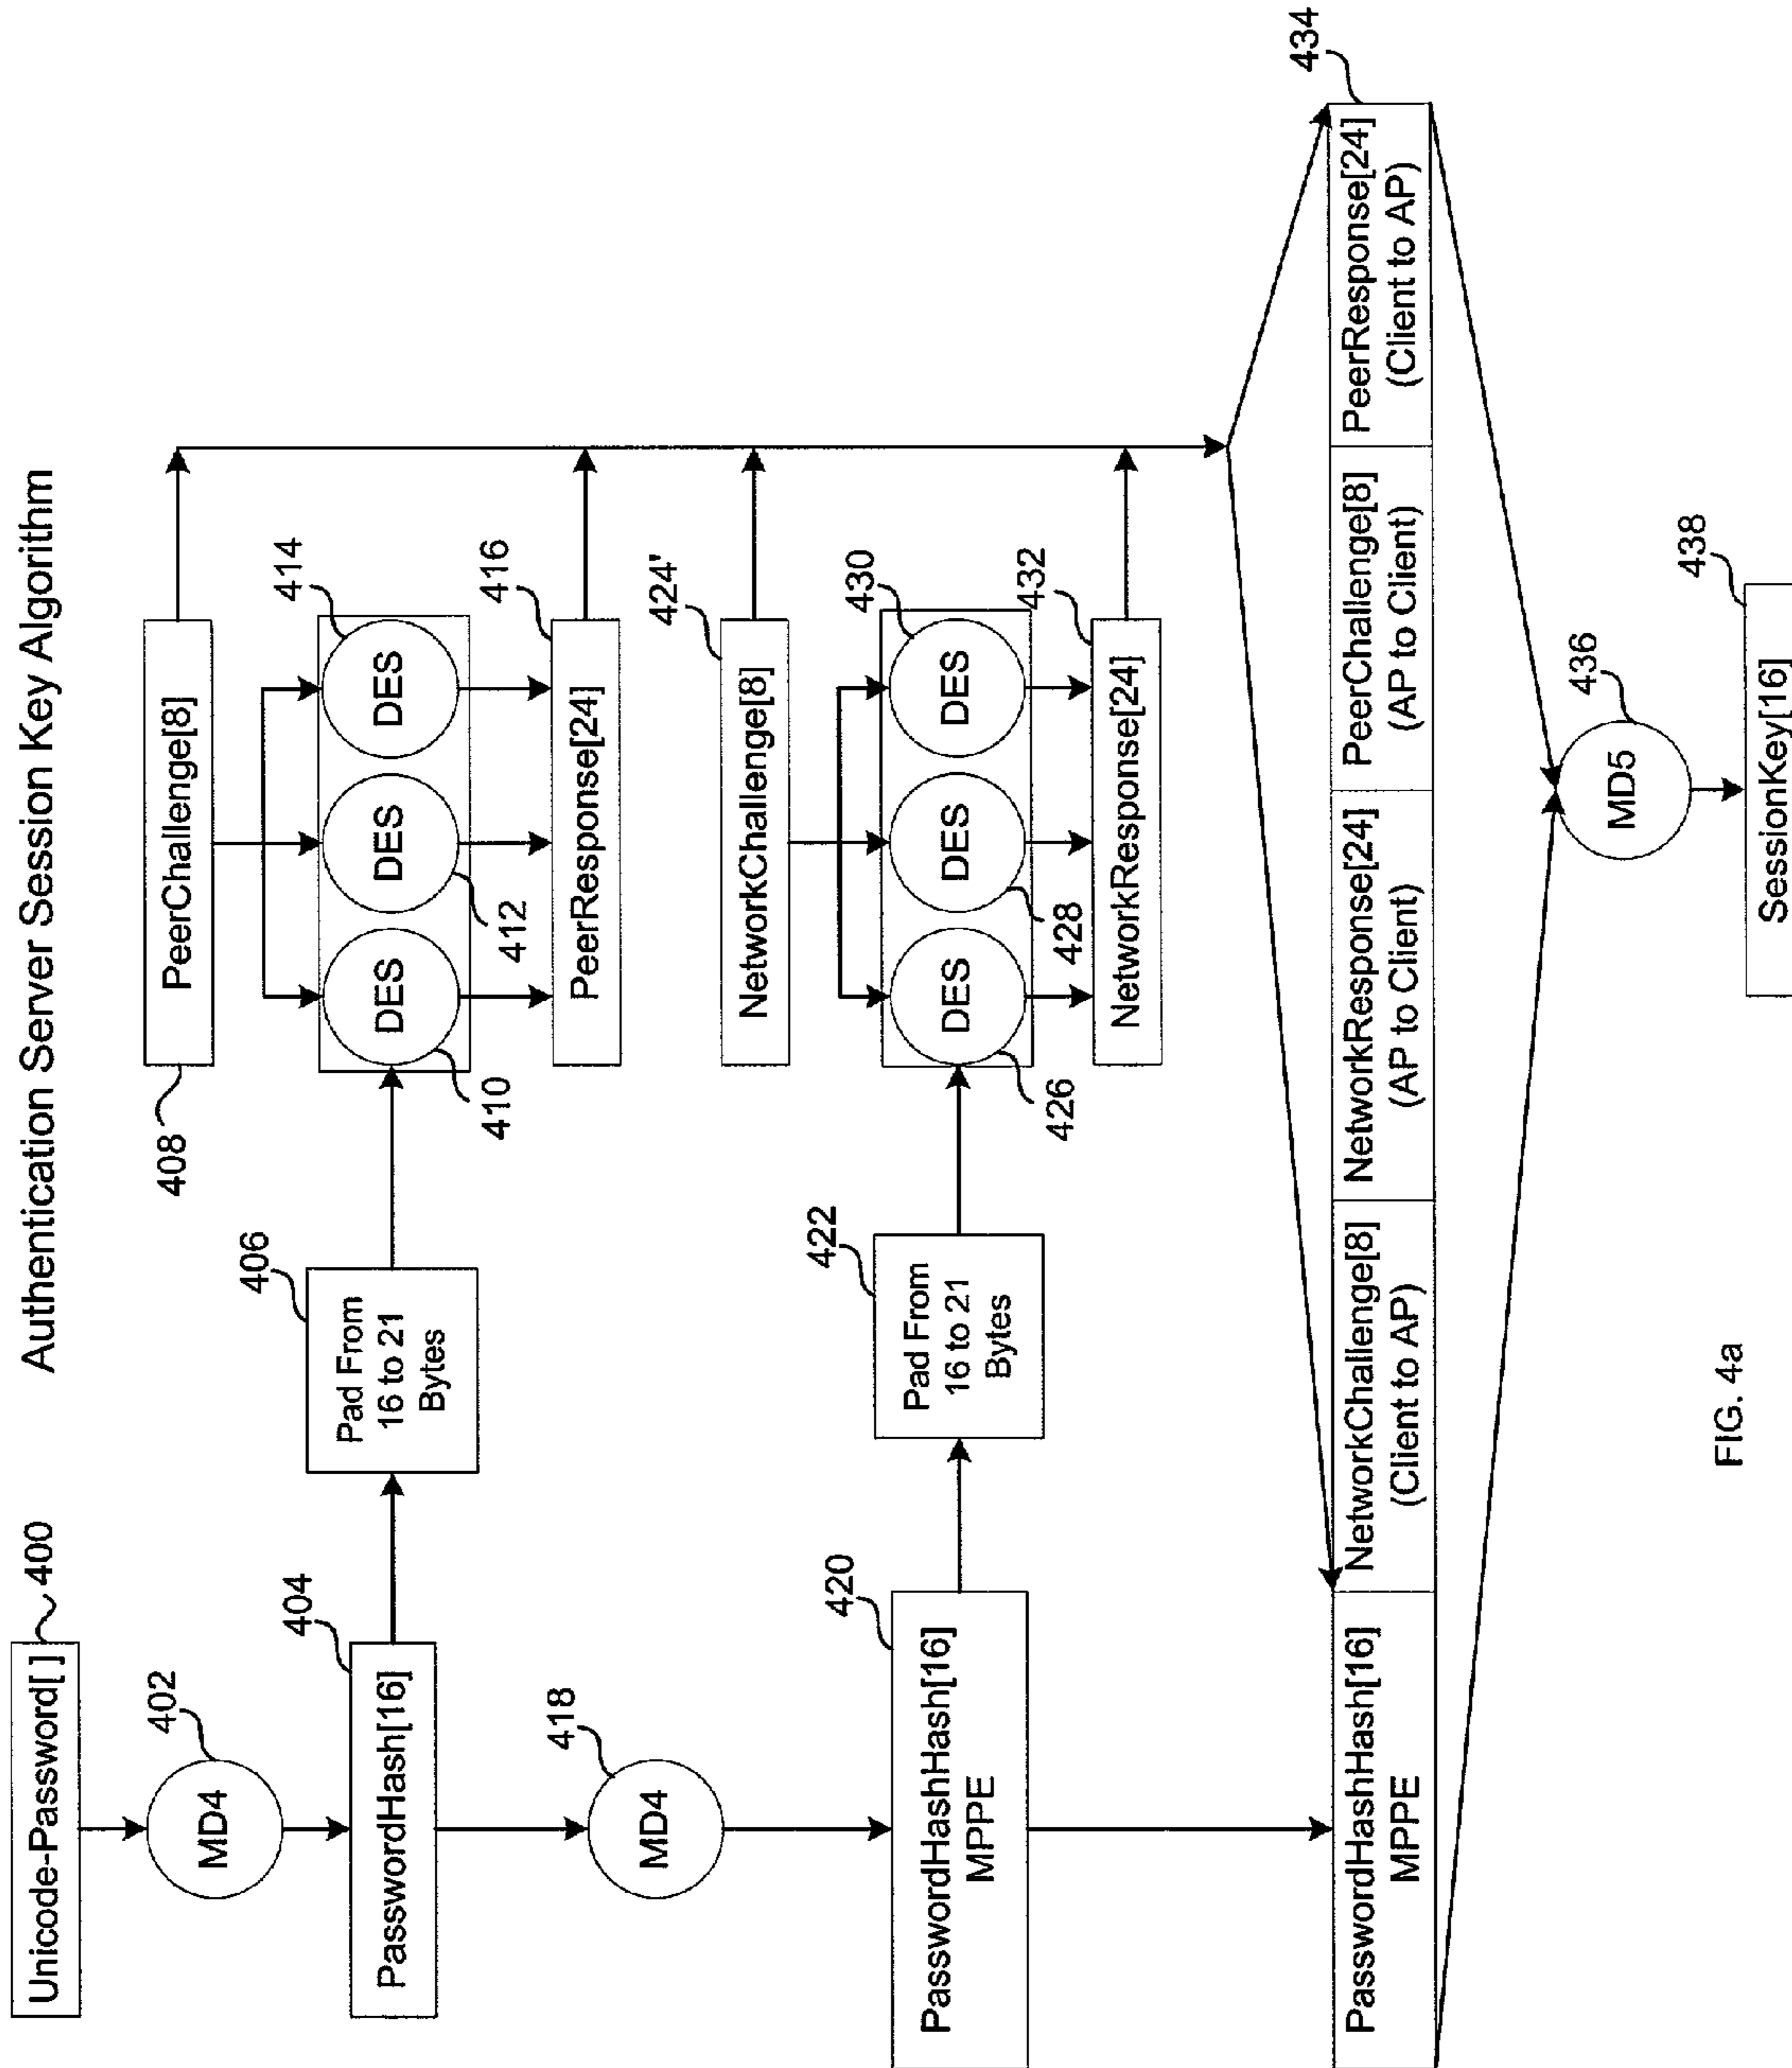 Authentication Server Session Key Algorithm
Unicode-Password[ ]
400
MD4
402
PasswordHash[16]
404
Pad From
16 to 21
Bytes
406
PeerChallenge[8]
408
DES
DES
DES
410
412
414
PeerResponse[24]
416
MD4
418
PasswordHashHash[16]
MPPE
420
Pad From
16 to 21
Bytes
422
NetworkChallenge[8]
424'
DES
DES
DES
426
428
430
NetworkResponse[24]
432
PasswordHashHash[16]
MPPE
NetworkChallenge[8]
(Client to AP)
NetworkResponse[24]
(AP to Client)
PeerChallenge[8]
(AP to Client)
PeerResponse[24]
(Client to AP)
434
MD5
436
SessionKey[16]
438
FIG. 4a